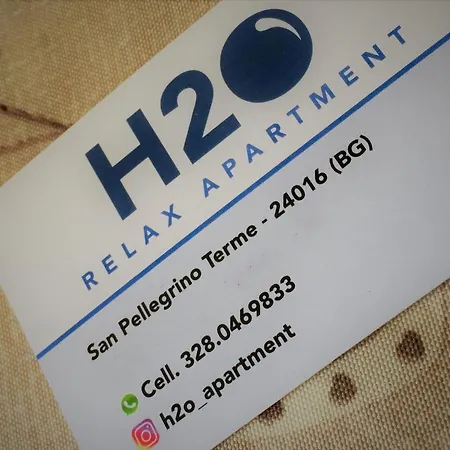 H2O
RELAX APARTMENT
San Pellegrino Terme - 24016 (BG)
Cell. 328.0469833
h2o_apartment